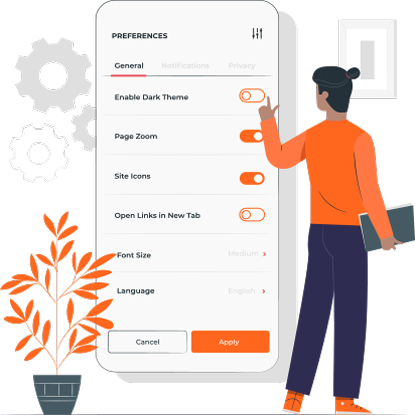 PREFERENCES
General Notifications Privacy
Enable Dark Theme
Page Zoom
Site Icons
Open Links in New Tab
Font Size Medium
Language English
Cancel Apply